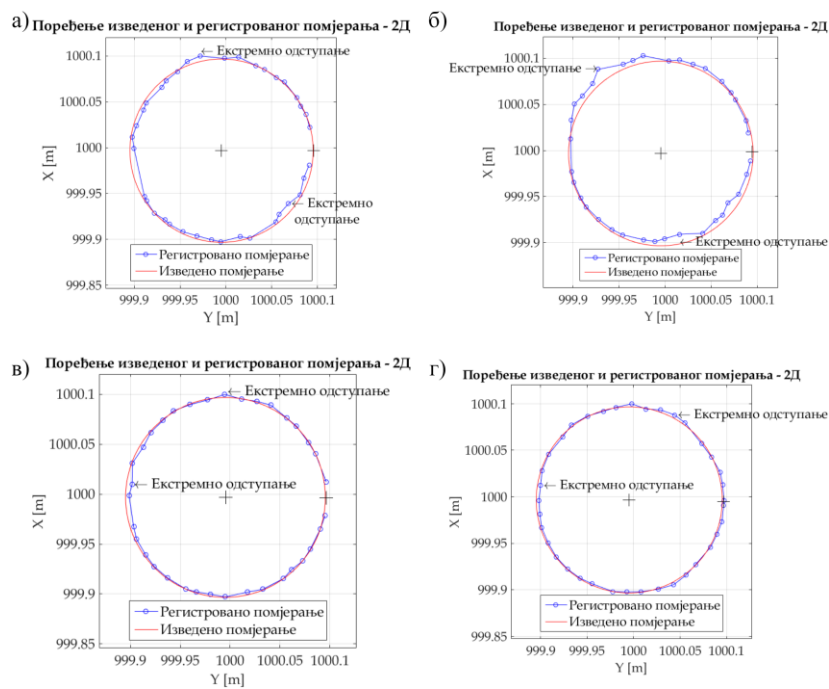 а)
Поређење изведеног и регистрованог помјерања - 2Д
Екстремно одступање
1000.1
1000.05
1000
999.95
999.9
999.85
X [m]
Екстремно
одступање
Регистровано помјерање
Изведено помјерање
999.9 999.95 1000 1000.05 1000.1
Y [m]
б)
Поређење изведеног и регистрованог помјерања - 2Д
Екстремно одступање
1000.1
1000.05
1000
999.95
999.9
X [m]
Екстремно одступање
Регистровано помјерање
Изведено помјерање
999.9 999.95 1000 1000.05 1000.1
Y [m]
в)
Поређење изведеног и регистрованог помјерања - 2Д
Екстремно одступање
1000.1
1000.05
1000
999.95
999.9
999.85
X [m]
Екстремно одступање
Регистровано помјерање
Изведено помјерање
999.9 999.95 1000 1000.05 1000.1
Y [m]
г)
Поређење изведеног и регистрованог помјерања - 2Д
Екстремно одступање
1000.1
1000.05
1000
999.95
999.9
999.85
X [m]
Екстремно одступање
Регистровано помјерање
Изведено помјерање
999.9 999.95 1000 1000.05 1000.1
Y [m]